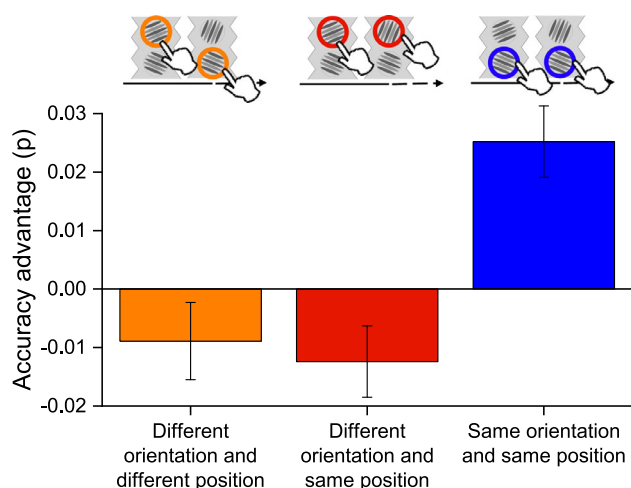 0.03
0.02
0.01
0.00
-0.01
-0.02
Accuracy advantage (p)
Different
orientation and
different position
Different
orientation and
same position
Same orientation
and same position